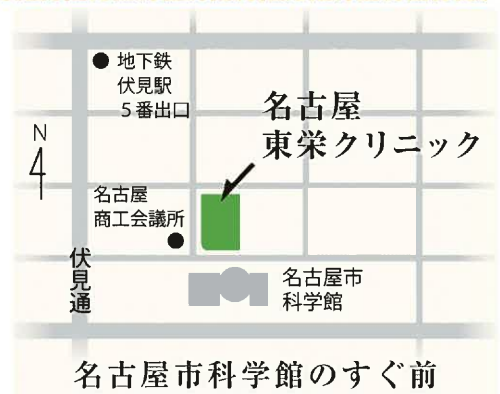 地下鉄
伏見駅
5番出口
名古屋
東栄クリニック
N
名古屋
商工会議所
伏見通
名古屋市
科学館
名古屋市科学館のすぐ前